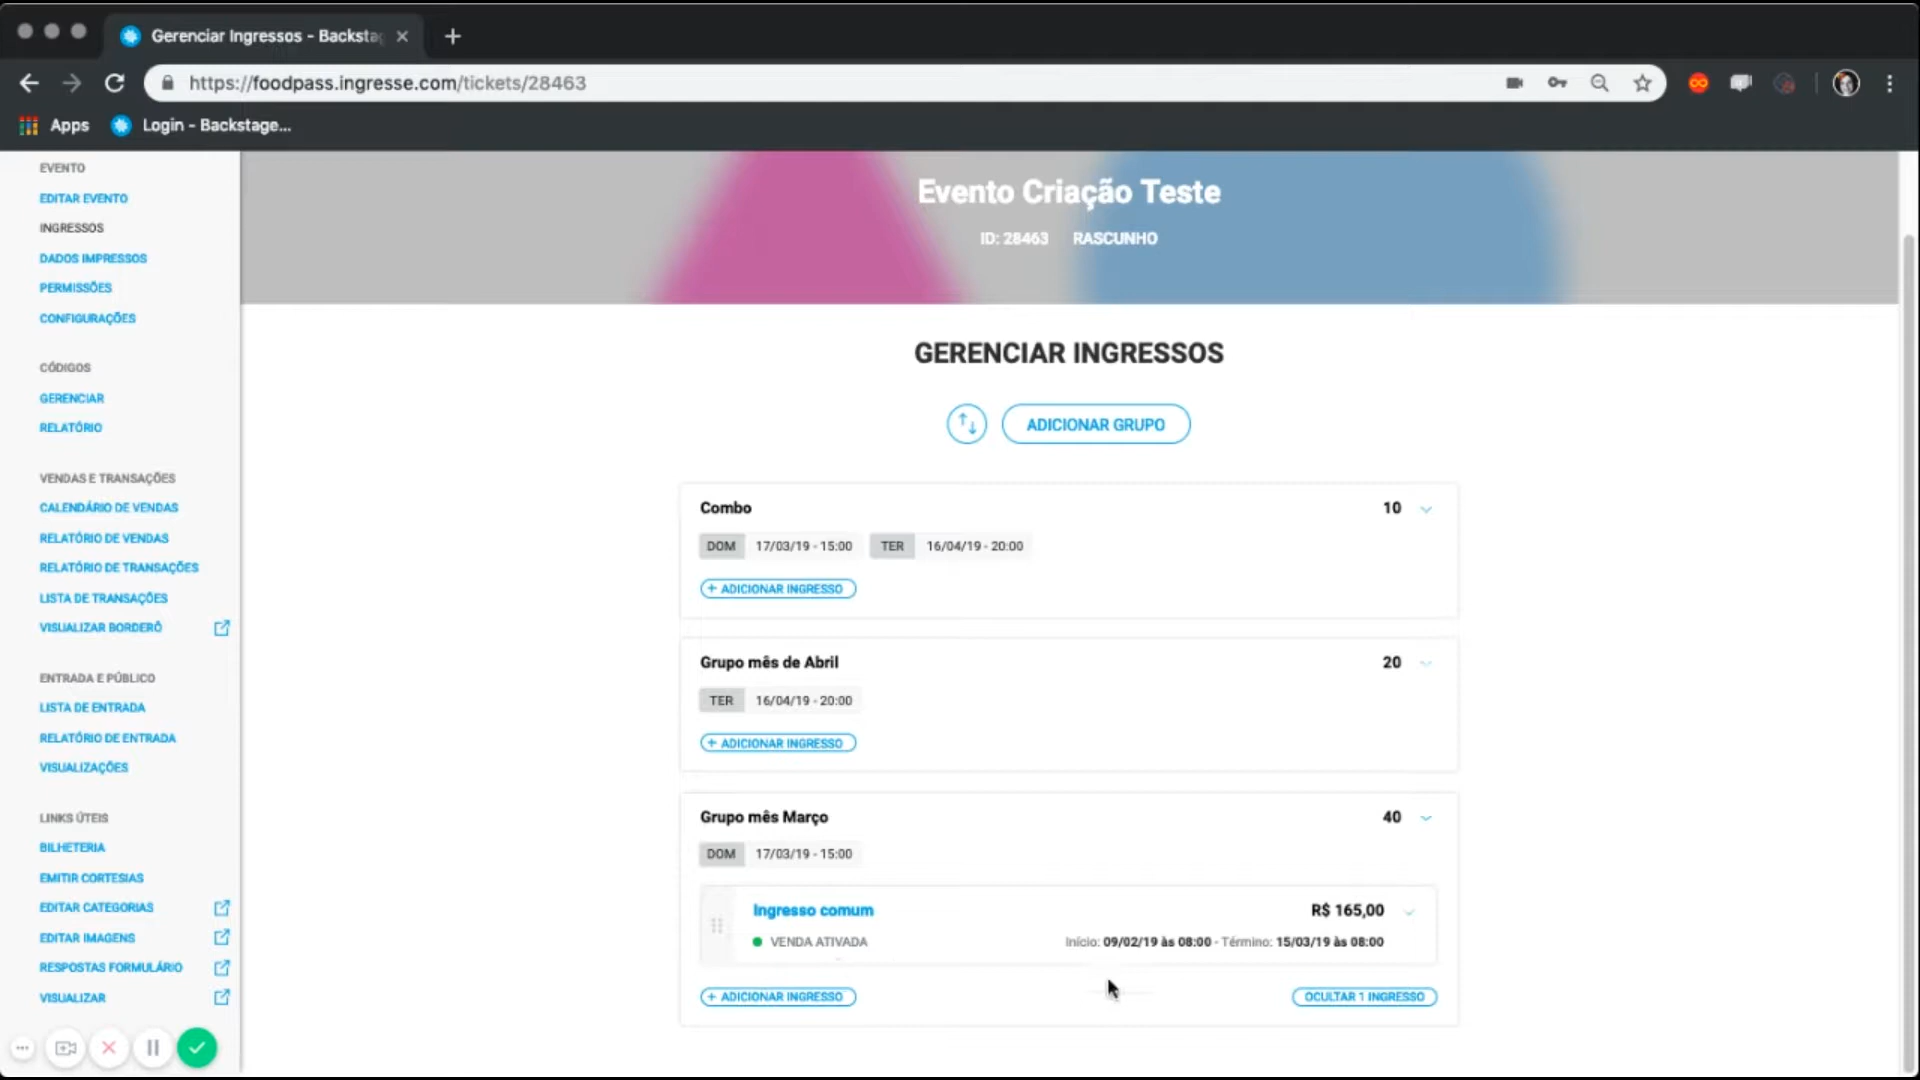 Gerenciar Ingressos - Backsta
https://foodpass.ingresse.com/tickets/28463
Apps
Login - Backstage...
EVENTO
EDITAR EVENTO
INGRESSOS
DADOS IMPRESSOS
PERMISSÕES
CONFIGURAÇÕES
CÓDIGOS
GERENCIAR
RELATÓRIO
VENDAS E TRANSAÇÕES
CALENDÁRIO DE VENDAS
RELATÓRIO DE VENDAS
RELATÓRIO DE TRANSAÇÕES
LISTA DE TRANSAÇÕES
VISUALIZAR BORDERÔ
ENTRADA E PÚBLICO
LISTA DE ENTRADA
RELATÓRIO DE ENTRADA
VISUALIZAÇÕES
LINKS ÚTEIS
BILHETERIA
EMITIR CORTESIAS
EDITAR CATEGORIAS
EDITAR IMAGENS
RESPOSTAS FORMULÁRIO
VISUALIZAR
Evento Criação Teste
ID: 28463 RASCUNHO
GERENCIAR INGRESSOS
ADICIONAR GRUPO
Combo 10
DOM 17/03/19 - 15:00 TER 16/04/19 - 20:00
+ ADICIONAR INGRESSO
Grupo mês de Abril 20
TER 16/04/19 - 20:00
+ ADICIONAR INGRESSO
Grupo mês Março 40
DOM 17/03/19 - 15:00
Ingresso comum R$ 165,00
VENDA ATIVADA Início: 09/02/19 às 08:00 - Término: 15/03/19 às 08:00
+ ADICIONAR INGRESSO OCULTAR 1 INGRESSO